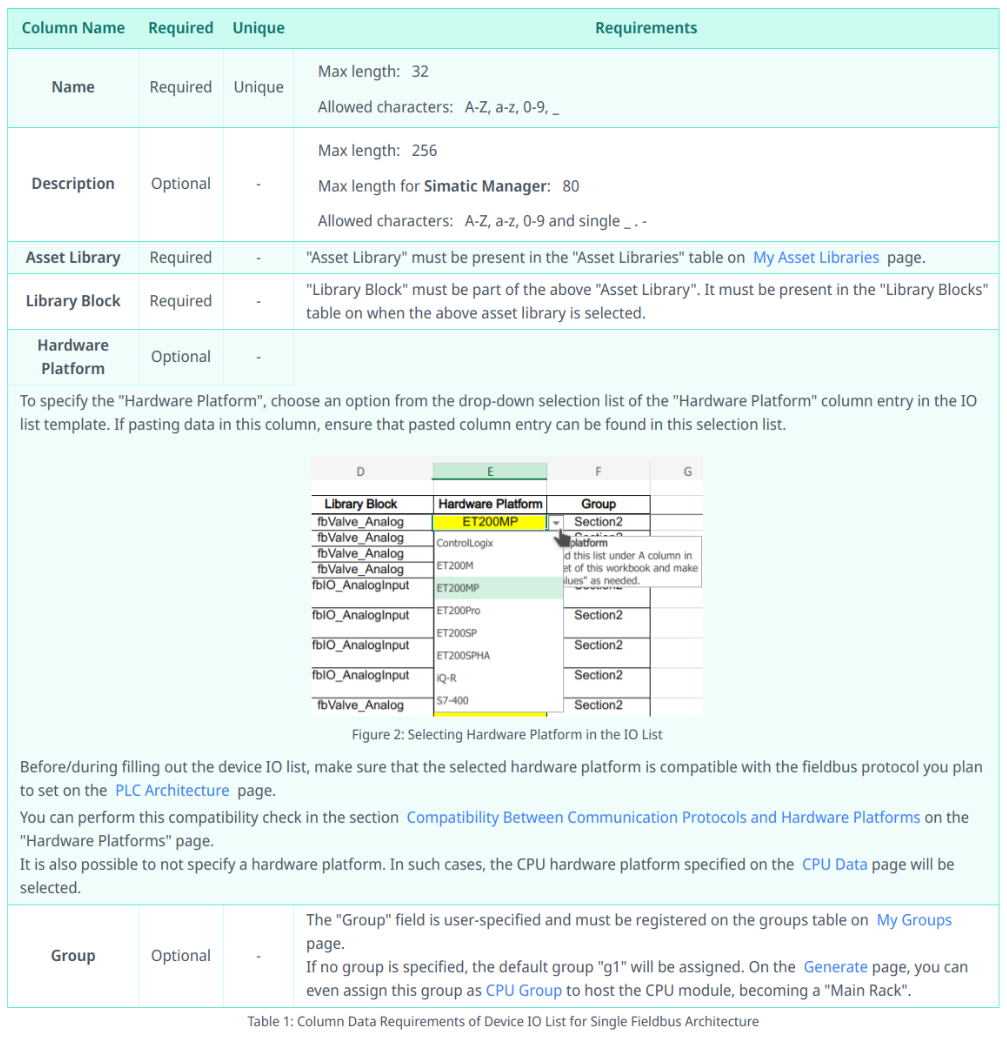 Column Name Required Unique Requirements
Name Required Unique
Max length: 32
Allowed characters: A-Z, a-z, 0-9, _
Description Optional -
Max length: 256
Max length for Simatic Manager: 80
Allowed characters: A-Z, a-z, 0-9 and single _ . -
Asset Library Required - "Asset Library" must be present in the "Asset Libraries" table on My Asset Libraries page.
Library Block Required -
"Library Block" must be part of the above "Asset Library". It must be present in the "Library Blocks"
table on when the above asset library is selected.
Hardware
Platform
Optional -
To specify the "Hardware Platform", choose an option from the drop-down selection list of the "Hardware Platform" column entry in the IO
list template. If pasting data in this column, ensure that pasted column entry can be found in this selection list.
D E F G
Library Block Hardware Platform Group
fbValve_Analog ET200MP Section2
fbValve_Analog
fbValve_Analog
fbValve_Analog
fbIO_AnalogInput
fbIO_AnalogInput Section2
fbIO_AnalogInput Section2
fbIO_AnalogInput Section2
fbValve_Analog Section2
ControlLogix
ET200M
ET200MP
ET200Pro
ET200SP
ET200SPHA
iQ-R
S7-400
platform
d this list under A column in
et of this workbook and make
lues" as needed.
Figure 2: Selecting Hardware Platform in the IO List
Before/during filling out the device IO list, make sure that the selected hardware platform is compatible with the fieldbus protocol you plan
to set on the PLC Architecture page.
You can perform this compatibility check in the section Compatibility Between Communication Protocols and Hardware Platforms on the
"Hardware Platforms" page.
It is also possible to not specify a hardware platform. In such cases, the CPU hardware platform specified on the CPU Data page will be
selected.
Group Optional -
The "Group" field is user-specified and must be registered on the groups table on My Groups
page.
If no group is specified, the default group "g1" will be assigned. On the Generate page, you can
even assign this group as CPU Group to host the CPU module, becoming a "Main Rack".
Table 1: Column Data Requirements of Device IO List for Single Fieldbus Architecture